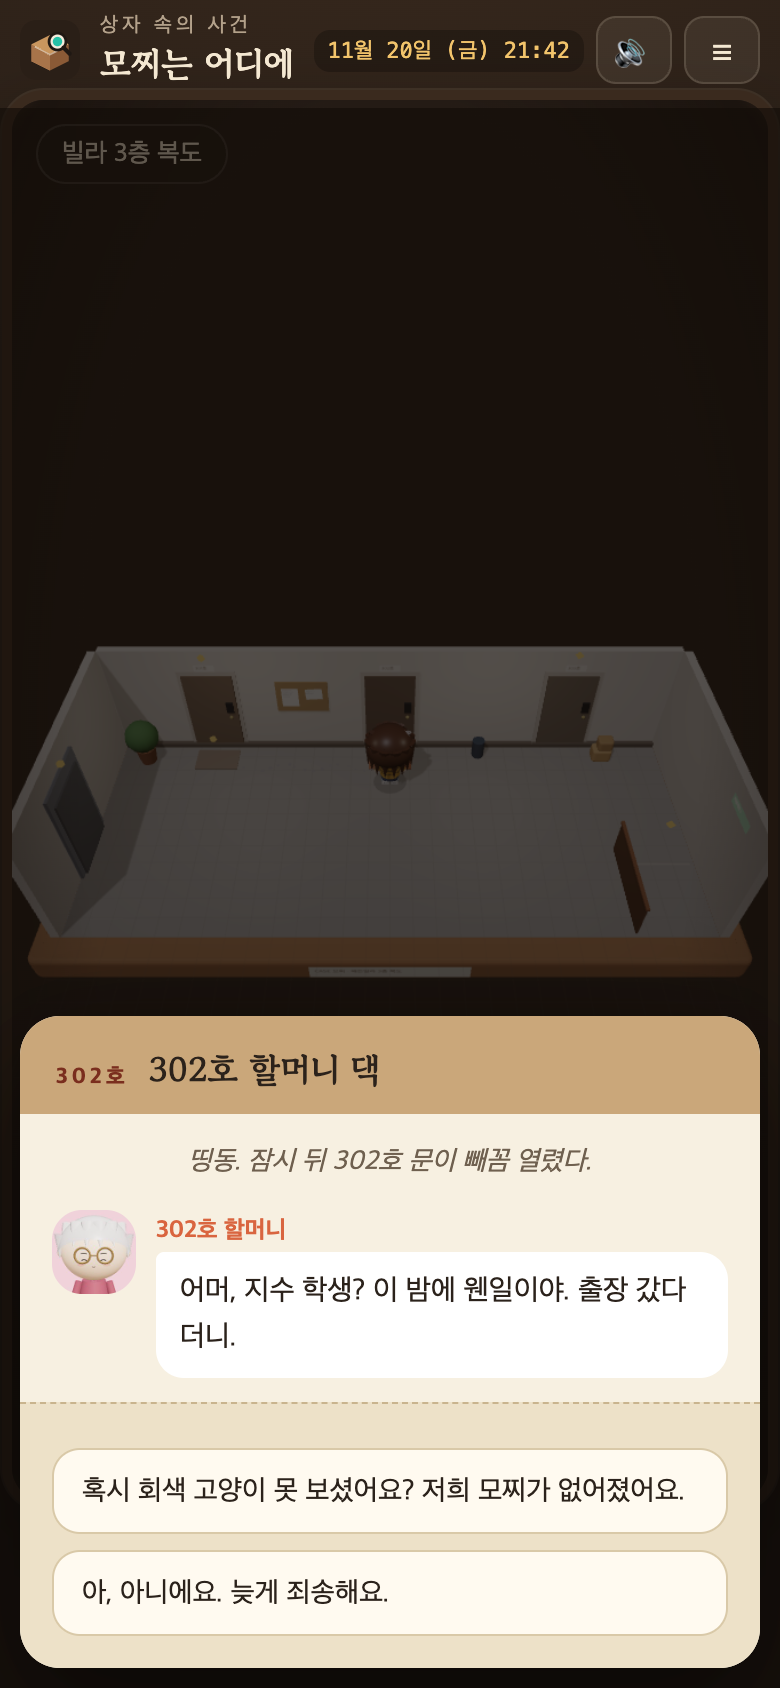 상자 속의 사건
모찌는 어디에
11월 20일 (금) 21:42
빌라 3층 복도
302호 302호 할머니 댁
띵동. 잠시 뒤 302호 문이 빼꼼 열렸다.
302호 할머니
어머, 지수 학생? 이 밤에 웬일이야. 출장 갔다
더니.
혹시 회색 고양이 못 보셨어요? 저희 모찌가 없어졌어요.
아, 아니에요. 늦게 죄송해요.